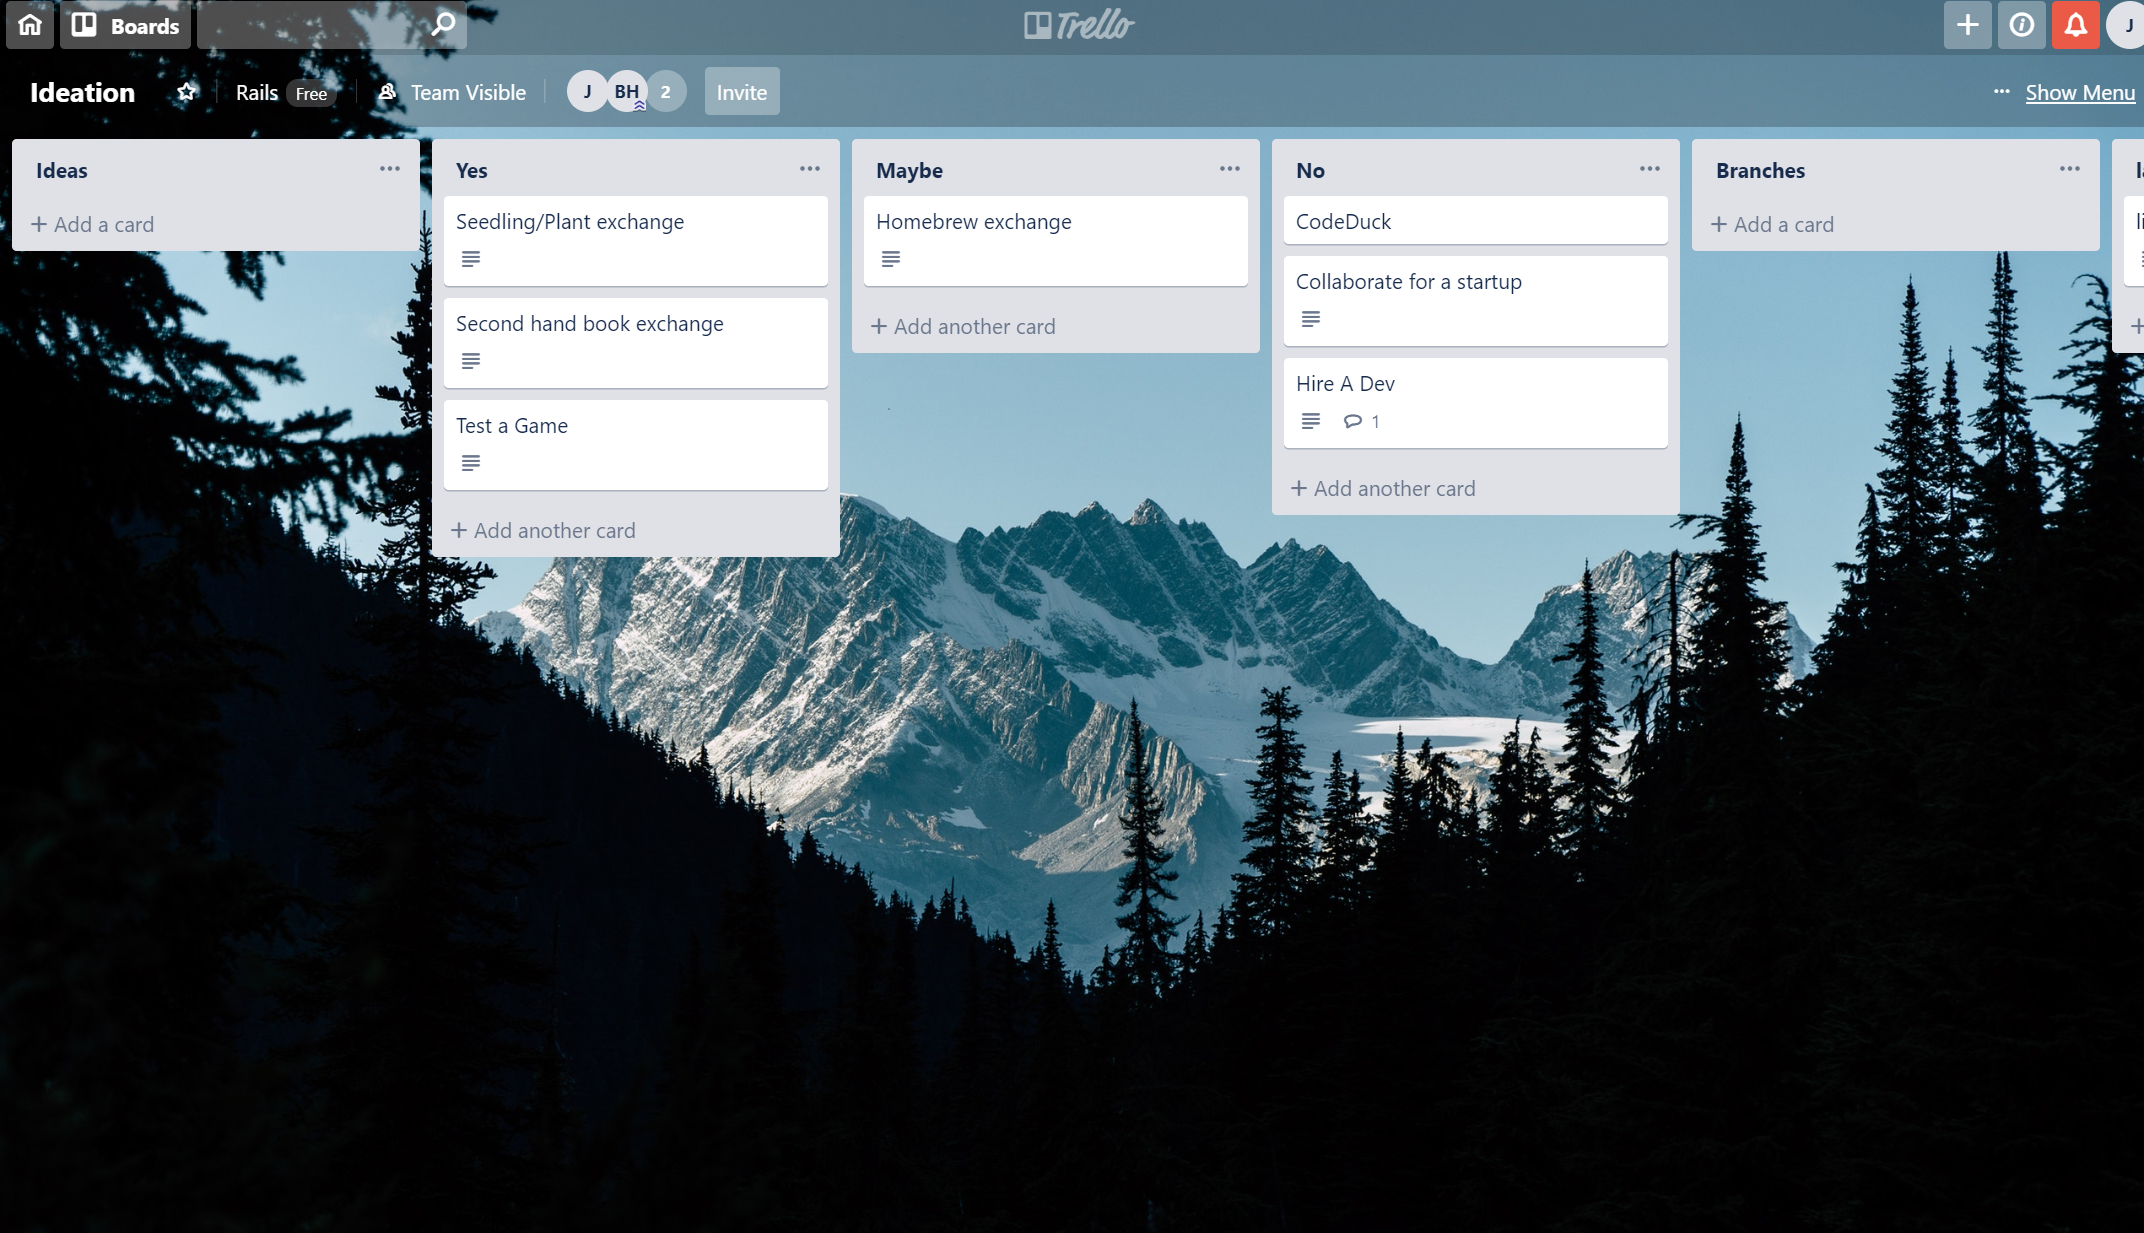 Boards
Trello
J
Ideation
Rails
Free
Team Visible
J
BH
2
Invite
Show Menu
Ideas
Add a card
Yes
Seedling/Plant exchange
Second hand book exchange
Test a Game
Add another card
Maybe
Homebrew exchange
Add another card
No
CodeDuck
Collaborate for a startup
Hire A Dev
1
Add another card
Branches
Add a card